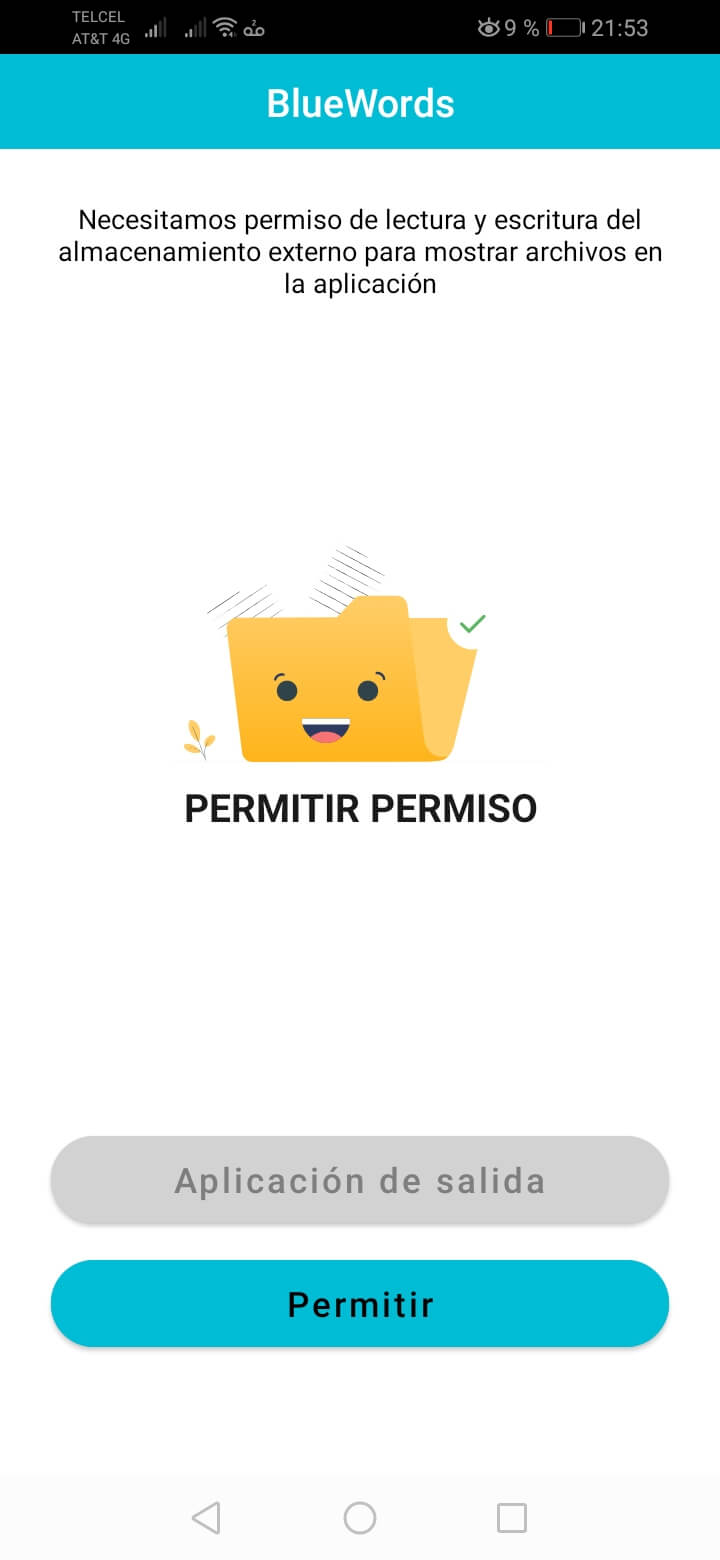 TELCEL
AT&T 4G
2
9 %
21:53
BlueWords
Necesitamos permiso de lectura y escritura del
almacenamiento externo para mostrar archivos en
la aplicación
PERMITIR PERMISO
Aplicación de salida
Permitir